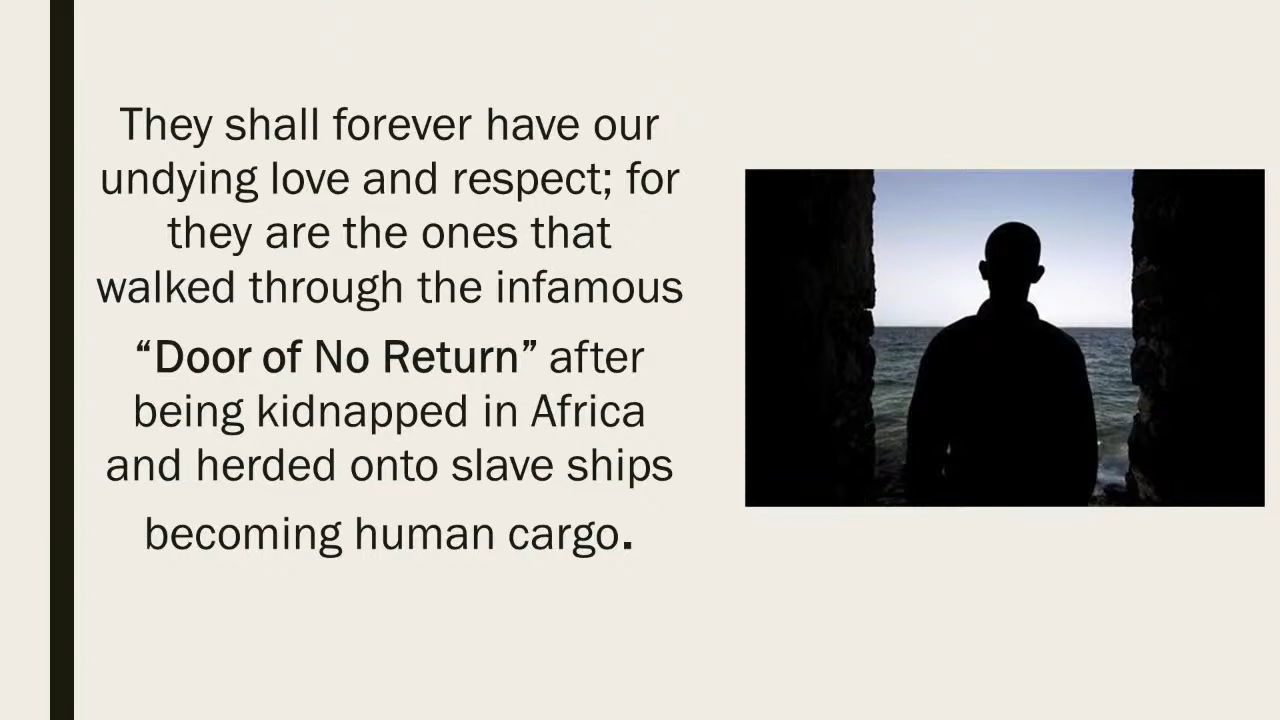 They shall forever have our
undying love and respect; for
they are the ones that
walked through the infamous
“Door of No Return” after
being kidnapped in Africa
and herded onto slave ships
becoming human cargo.